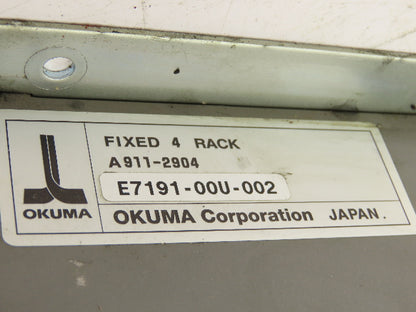 FIXED 4 RACK
A911-2904
E7191-00U-002
OKUMA
OKUMA Corporation JAPAN.